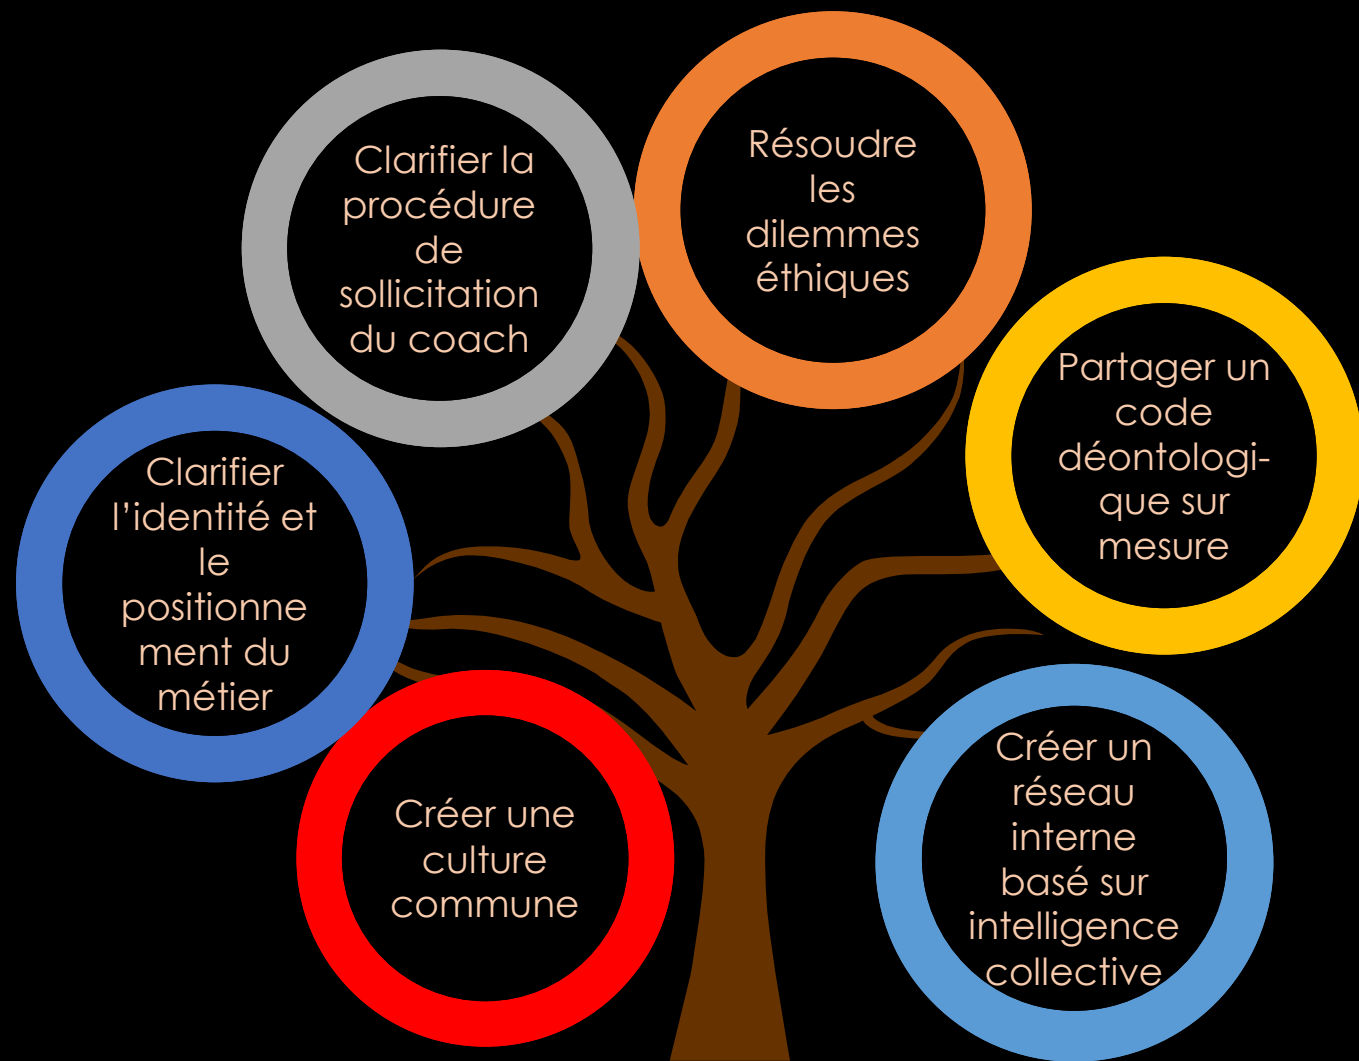 Clarifier la
procédure
de
sollicitation
du coach
Résoudre
les
dilemmes
éthiques
Partager un
code
déontologi-
que sur
mesure
Clarifier
l’identité et
le
positionne
ment du
métier
Créer une
culture
commune
Créer un
réseau
interne
basé sur
intelligence
collective